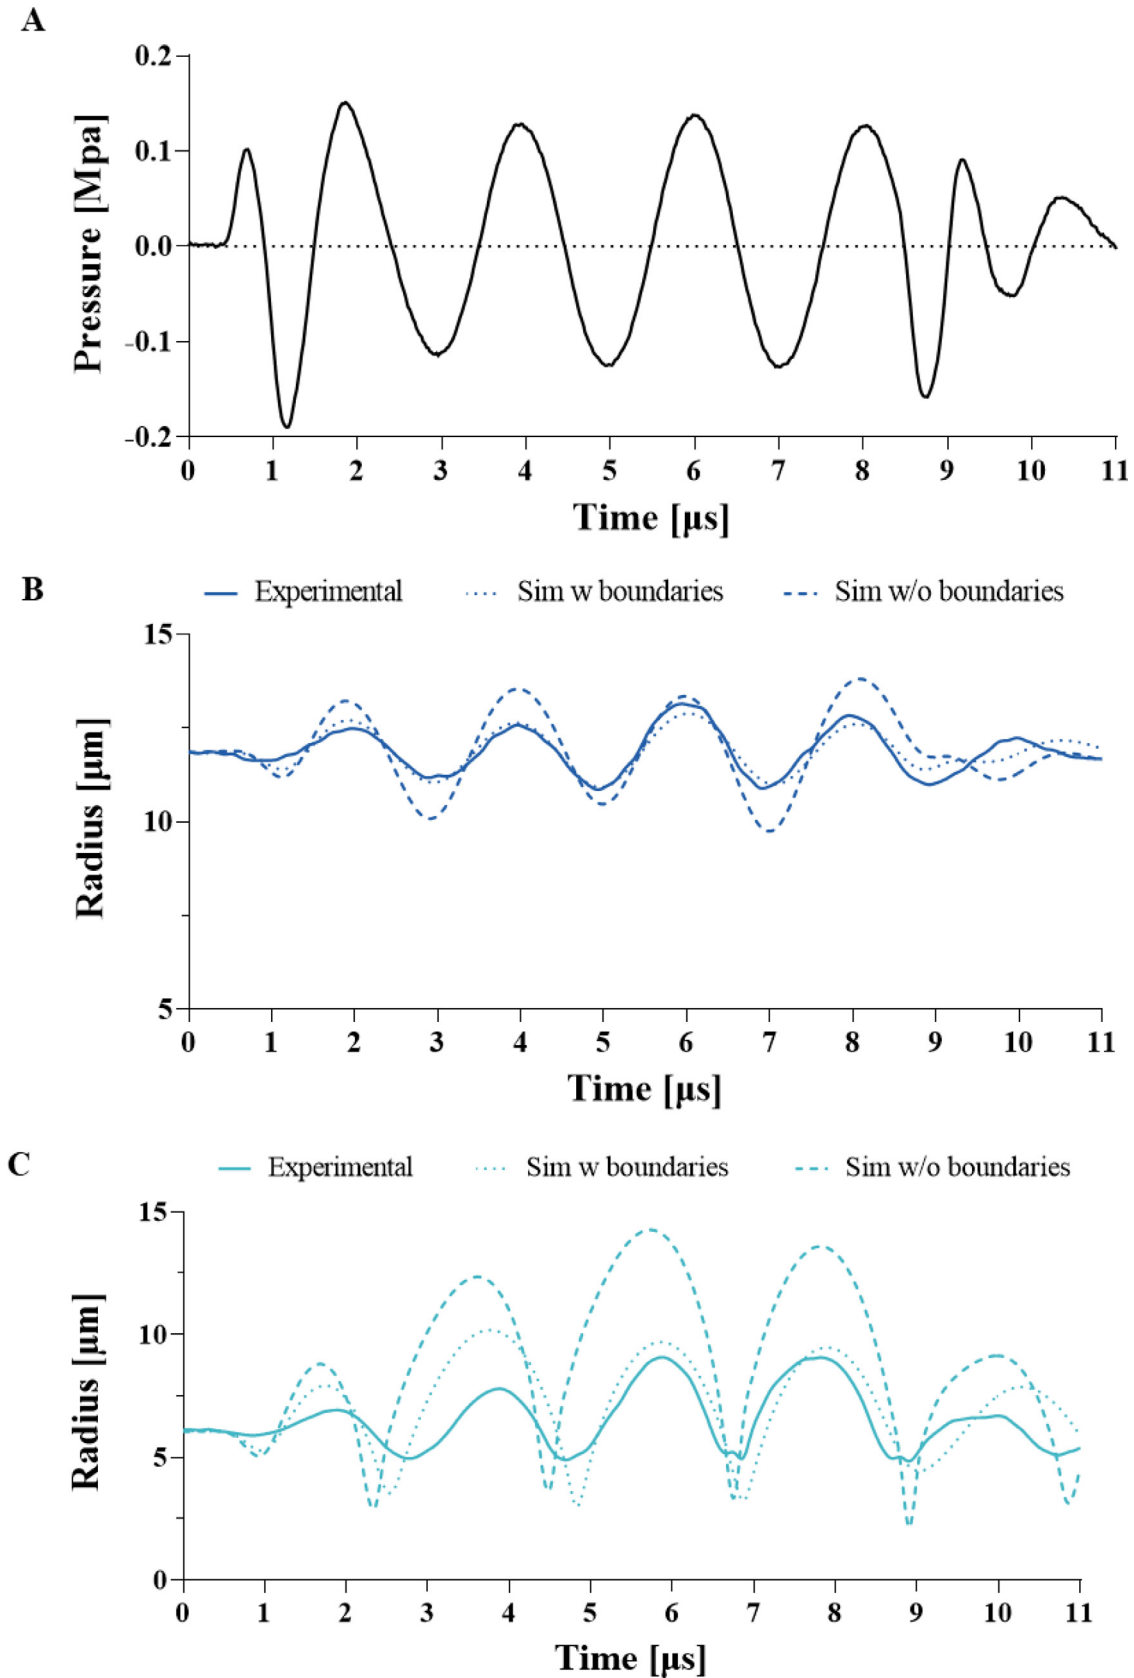 A
0.2
0.1
0.0
-0.1
-0.2
Pressure [Mpa]
0 1 2 3 4 5 6 7 8 9 10 11
Time [µs]
B
Experimental Sim w boundaries Sim w/o boundaries
15
10
5
Radius [µm]
0 1 2 3 4 5 6 7 8 9 10 11
Time [µs]
C
Experimental Sim w boundaries Sim w/o boundaries
15
10
5
0
Radius [µm]
0 1 2 3 4 5 6 7 8 9 10 11
Time [µs]